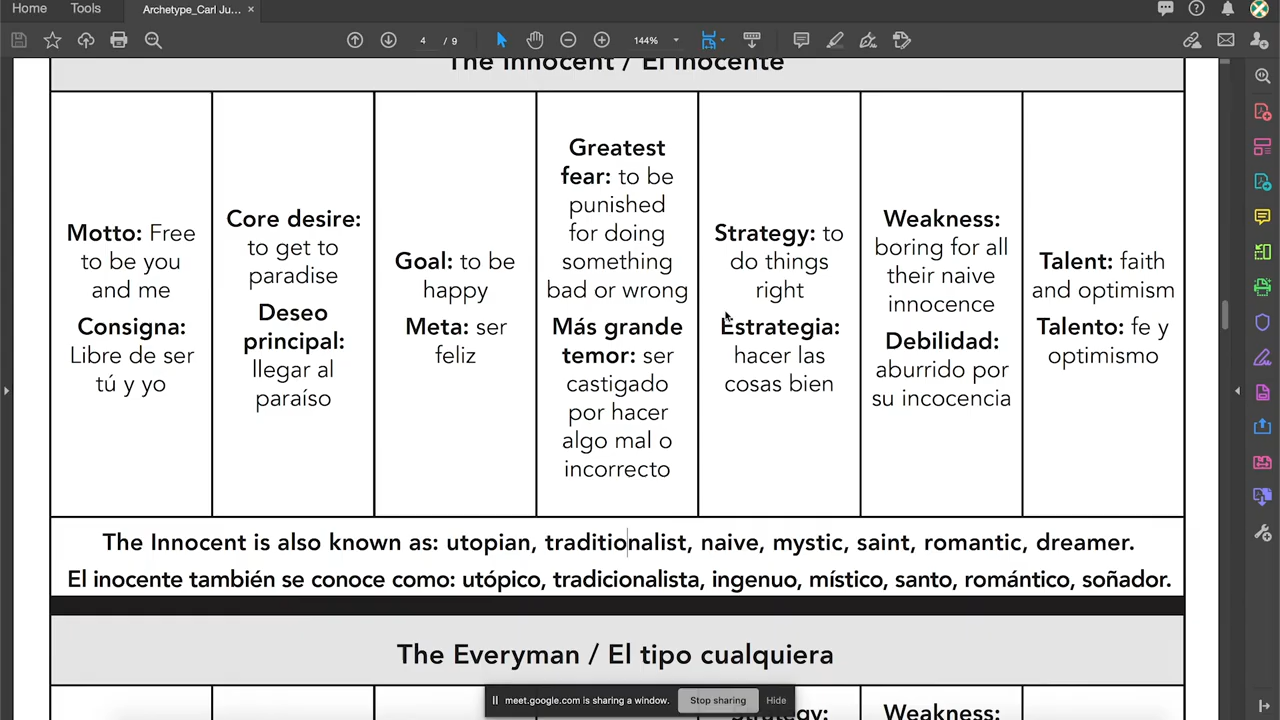 Home Tools Archetype_Carl Ju... ×
4 / 9 144%
The Innocent / El inocente
Motto: Free
to be you
and me
Consigna:
Libre de ser
tú y yo
Core desire:
to get to
paradise
Deseo
principal:
llegar al
paraíso
Goal: to be
happy
Meta: ser
feliz
Greatest
fear: to be
punished
for doing
something
bad or wrong
Más grande
temor: ser
castigado
por hacer
algo mal o
incorrecto
Strategy: to
do things
right
Estrategia:
hacer las
cosas bien
Weakness:
boring for all
their naive
innocence
Debilidad:
aburrido por
su incocencia
Talent: faith
and optimism
Talento: fe y
optimismo
The Innocent is also known as: utopian, traditionalist, naive, mystic, saint, romantic, dreamer.
El inocente también se conoce como: utópico, tradicionalista, ingenuo, místico, santo, romántico, soñador.
The Everyman / El tipo cualquiera
meet.google.com is sharing a window. Stop sharing Hide
Strategy:
Weakness: